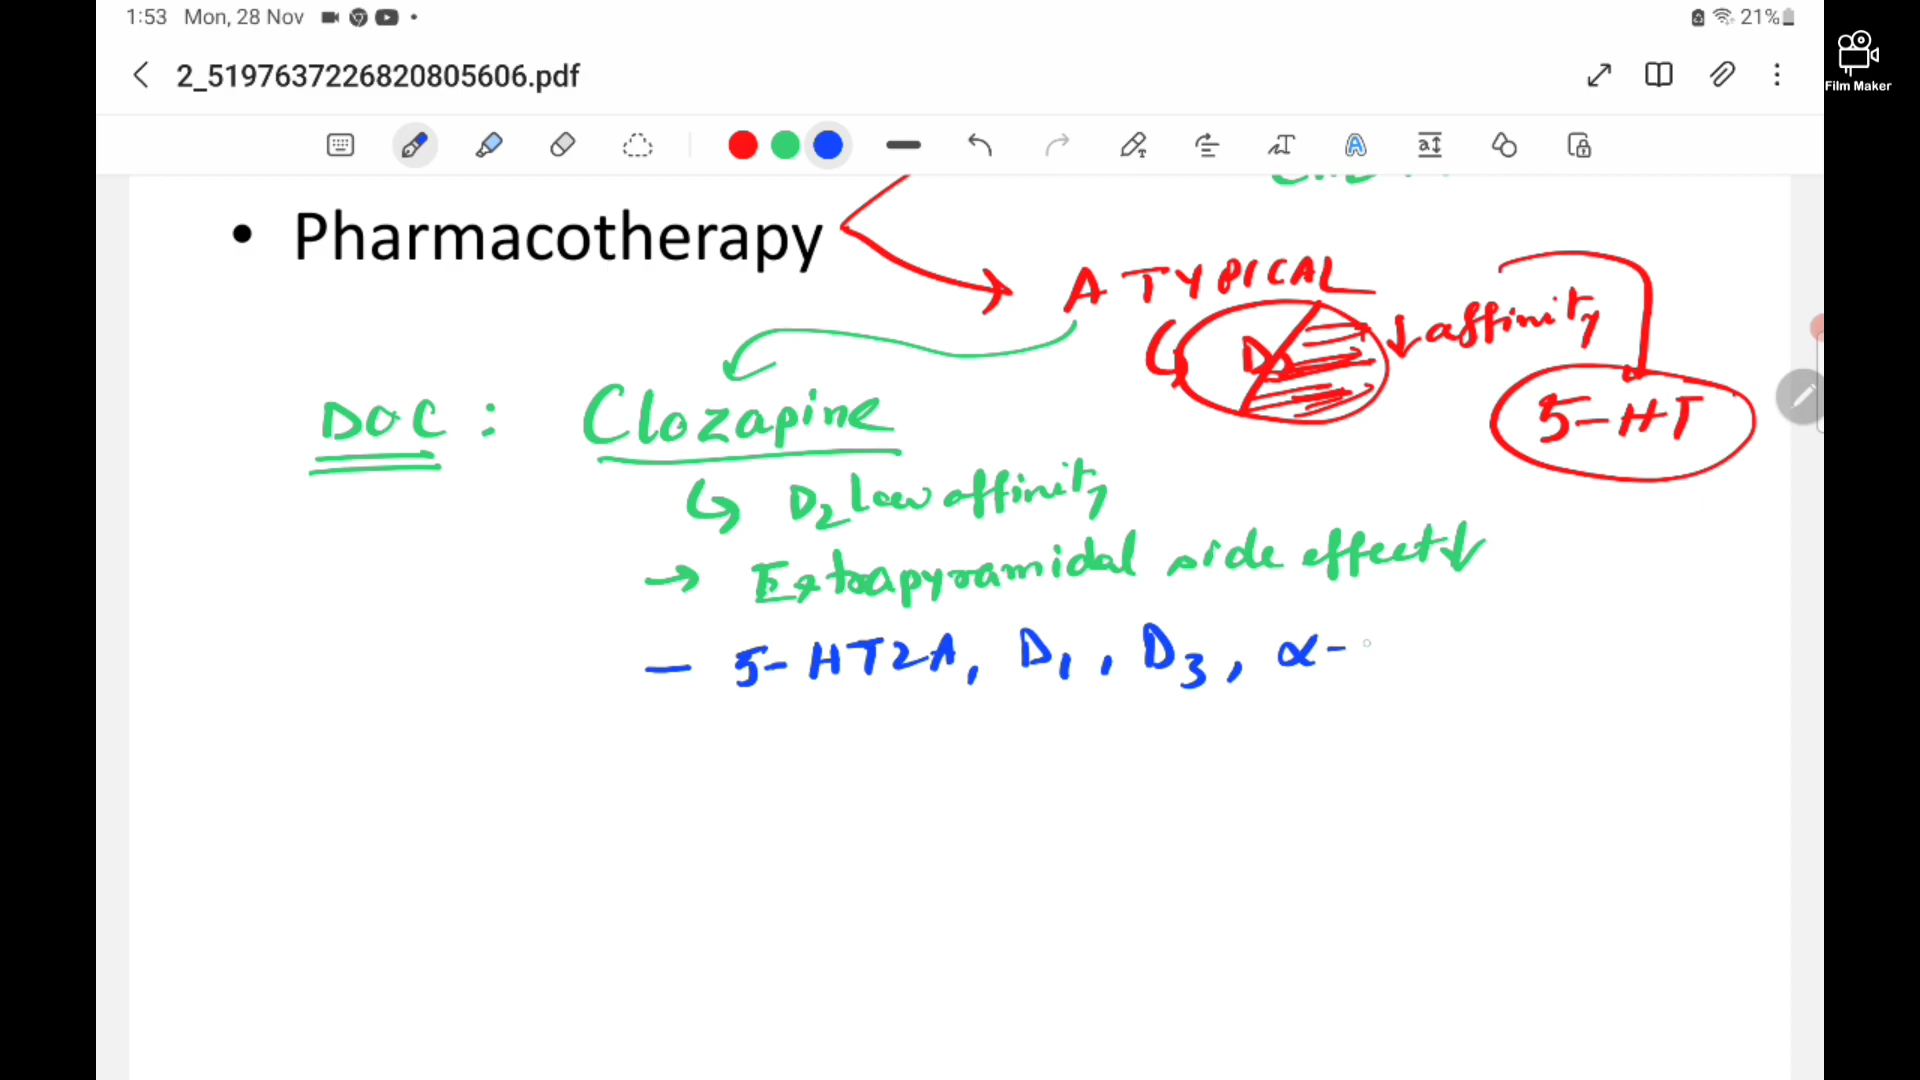 1:53 Mon, 28 Nov 21%
Film Maker
2_5197637226820805606.pdf
• Pharmacotherapy
ATYPICAL
D2 ↓ affinity
5-HT
DOC : Clozapine
↳ D2 low affinity
→ Extrapyramidal side effect ↓
- 5-HT2A, D1, D3, α-